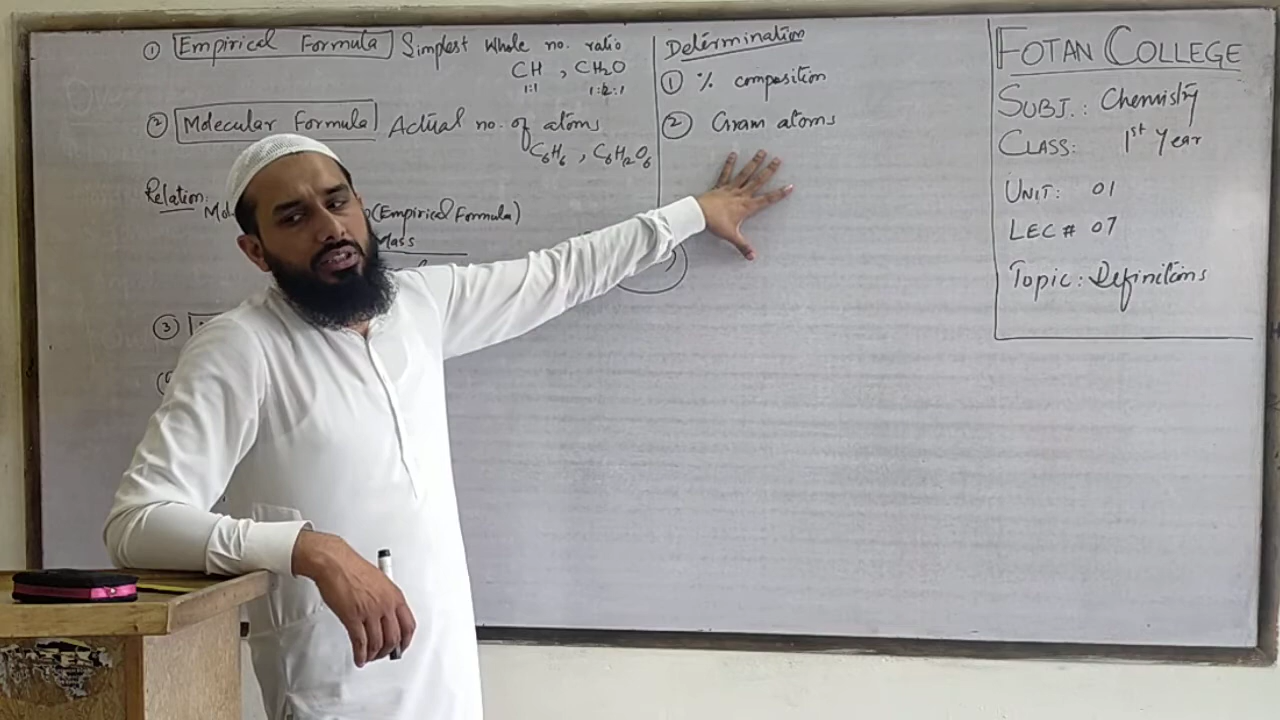 ① Empirical Formula Simplest Whole no. ratio
CH , CH₂O
1:1 1:2:1
② Molecular Formula Actual no. of atoms
C₆H₆ , C₆H₁₂O₆
Relation:
(Empirical Formula)
Mass
③
Determination
① % composition
② Gram atoms
FOTAN COLLEGE
SUBJ.: Chemistry
CLASS: 1st Year
UNIT: 01
LEC # 07
Topic: Definitions